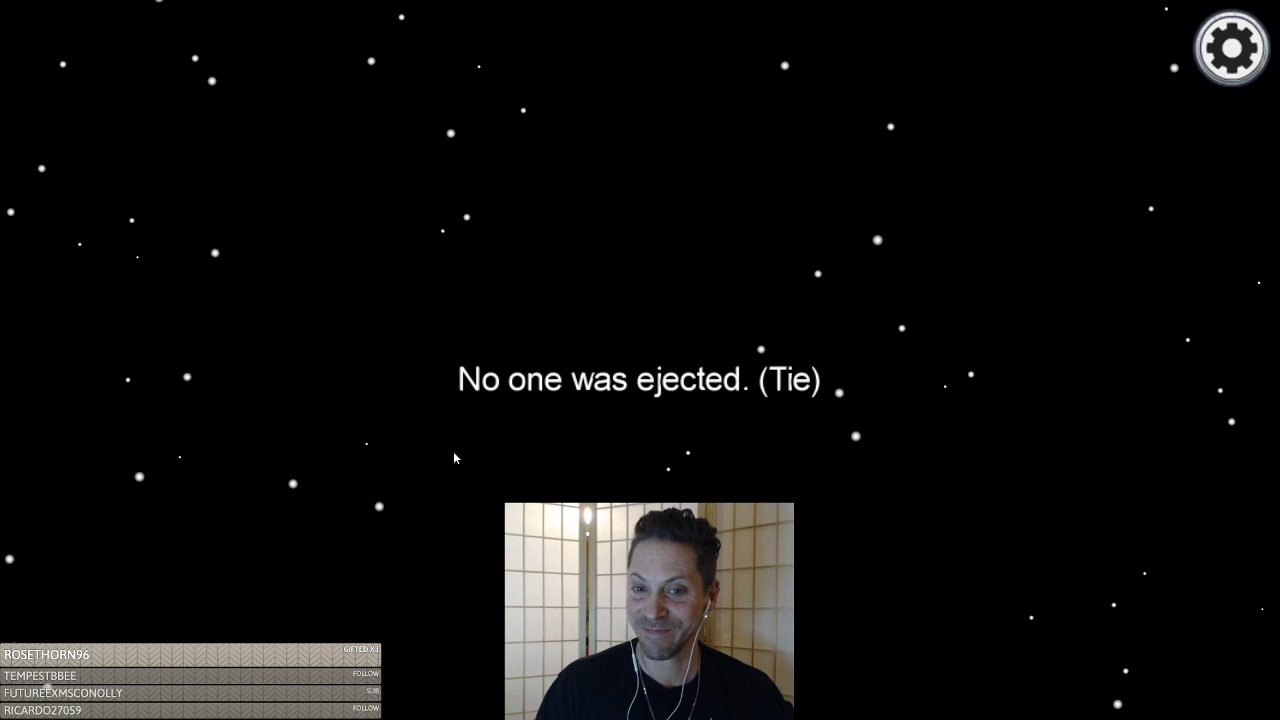 No one was ejected. (Tie)
ROSETHORN96 GIFTED X3
TEMPESTBBEE FOLLOW
FUTUREEXMSCONOLLY SUB
RICARDO27059 FOLLOW